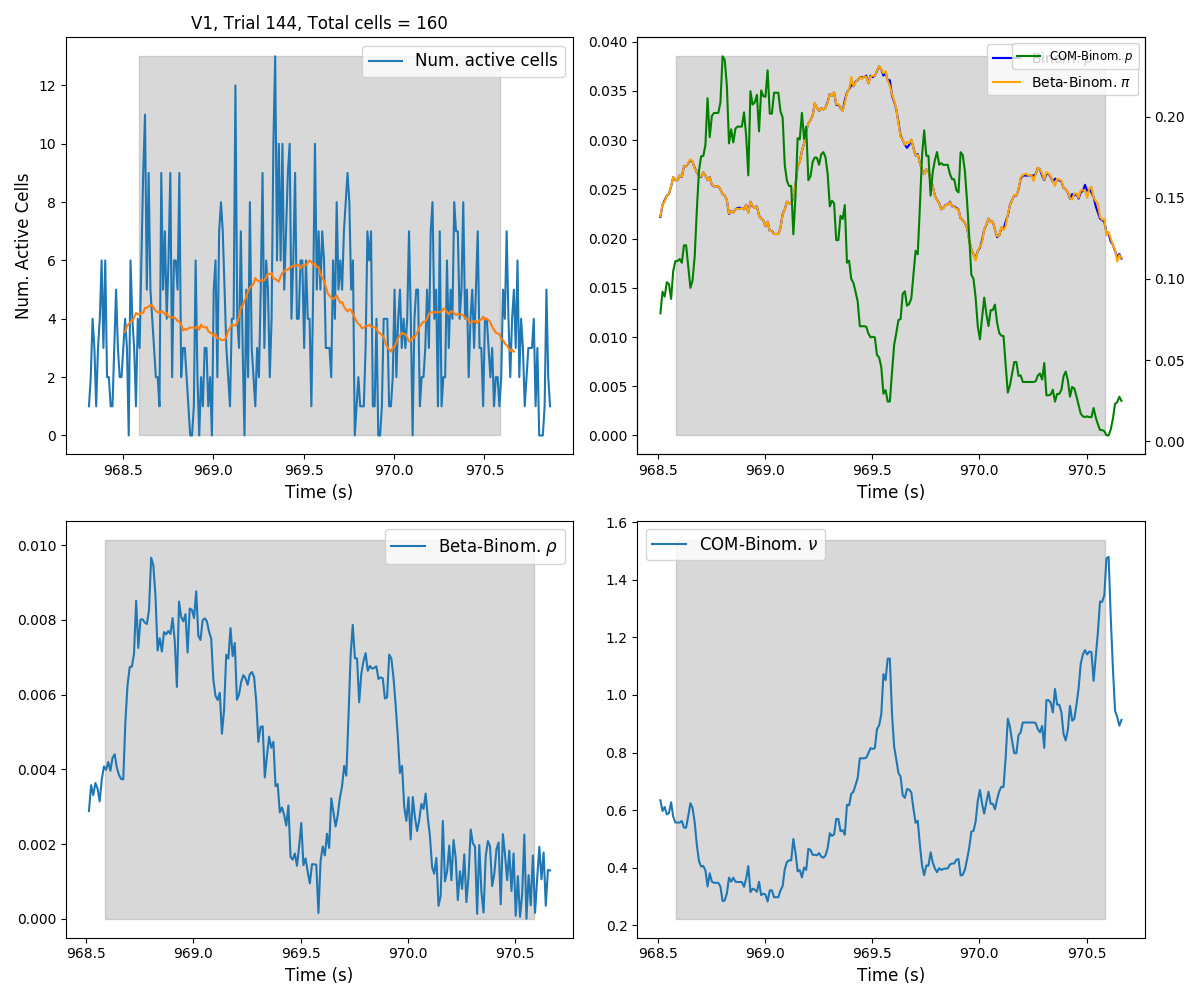 V1, Trial 144, Total cells = 160
Num. active cells
Num. Active Cells
12
10
8
6
4
2
0
968.5 969.0 969.5 970.0 970.5
Time (s)
COM-Binom. p
Beta-Binom. π
0.040
0.035
0.030
0.025
0.020
0.015
0.010
0.005
0.000
0.20
0.15
0.10
0.05
0.00
968.5 969.0 969.5 970.0 970.5
Time (s)
Beta-Binom. ρ
0.010
0.008
0.006
0.004
0.002
0.000
968.5 969.0 969.5 970.0 970.5
Time (s)
COM-Binom. ν
1.6
1.4
1.2
1.0
0.8
0.6
0.4
0.2
968.5 969.0 969.5 970.0 970.5
Time (s)